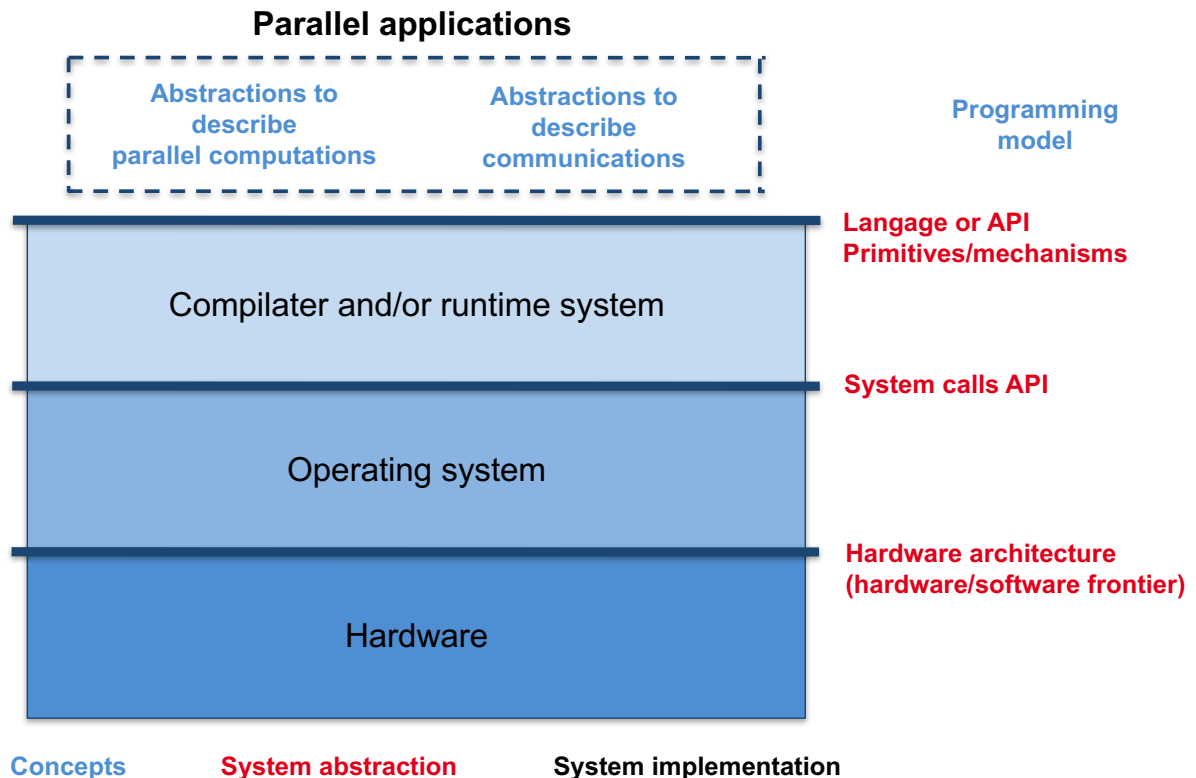 Parallel applications
Abstractions to
describe
parallel computations
Abstractions to
describe
communications
Programming
model
Langage or API
Primitives/mechanisms
Compilater and/or runtime system
System calls API
Operating system
Hardware architecture
(hardware/software frontier)
Hardware
Concepts
System abstraction
System implementation